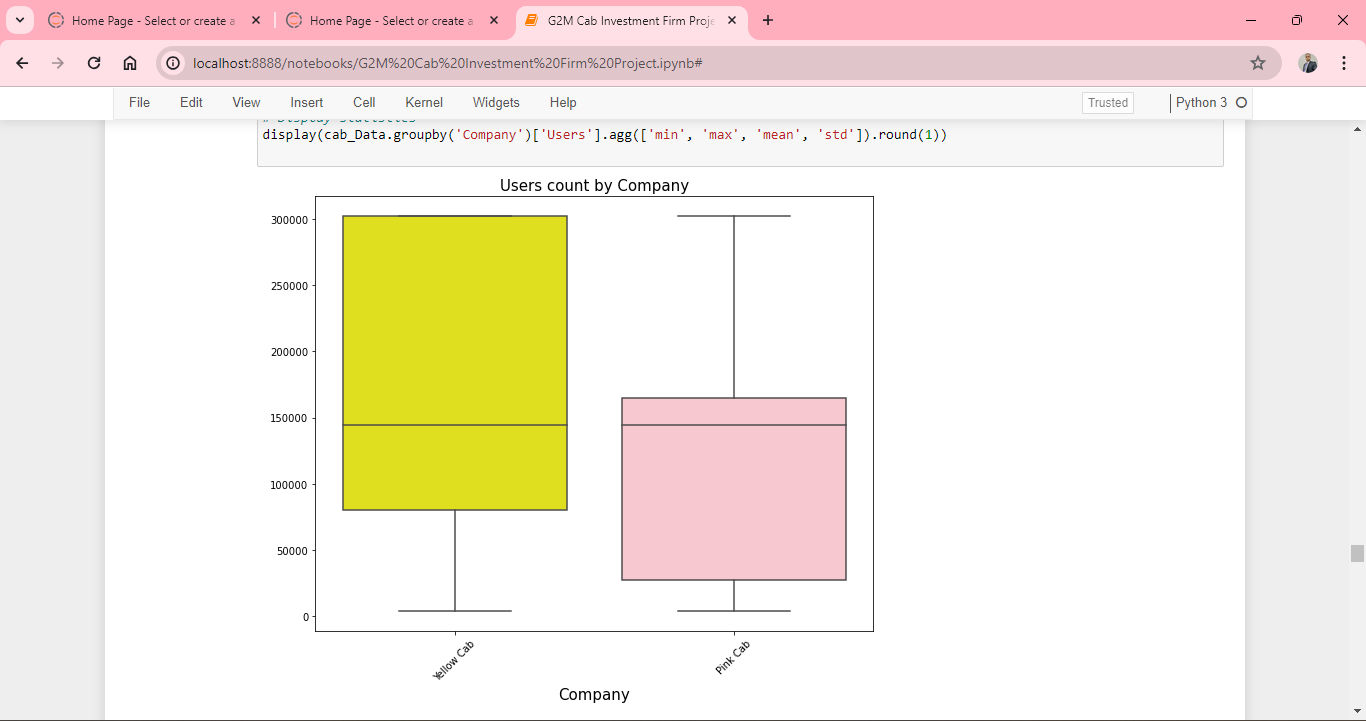 Home Page - Select or create a
Home Page - Select or create a
G2M Cab Investment Firm Proje
localhost:8888/notebooks/G2M%20Cab%20Investment%20Firm%20Project.ipynb#
File Edit View Insert Cell Kernel Widgets Help Trusted Python 3
# Display statistics
display(cab_Data.groupby('Company')['Users'].agg(['min', 'max', 'mean', 'std']).round(1))
Users count by Company
300000
250000
200000
150000
100000
50000
0
Yellow Cab
Pink Cab
Company